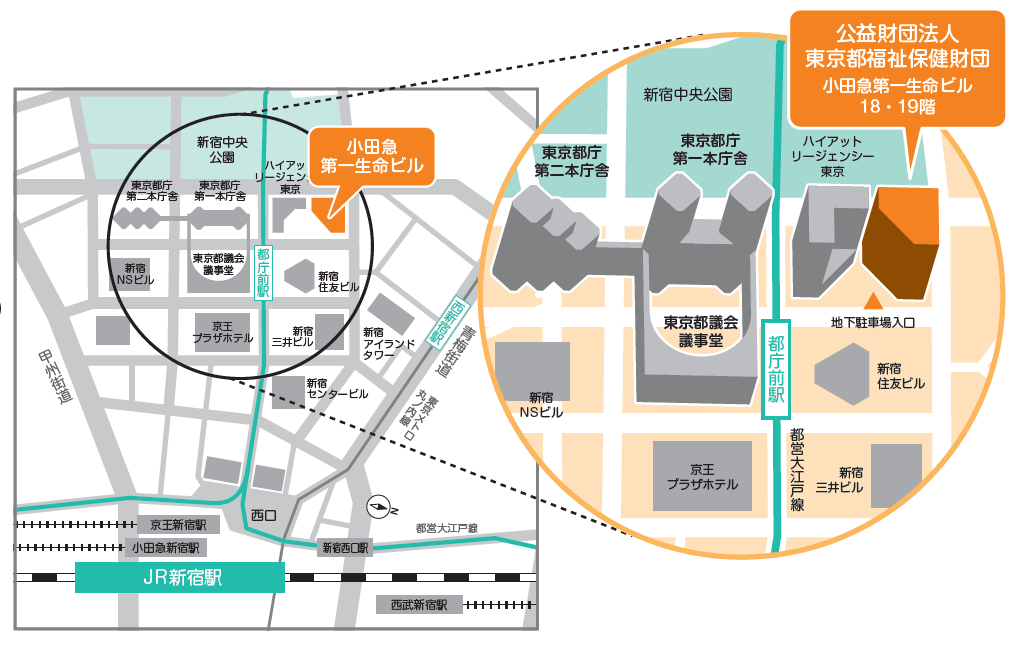 公益財団法人
東京都福祉保健財団
小田急第一生命ビル
18・19階
新宿中央公園
東京都庁
第一本庁舎
東京都庁
第二本庁舎
ハイアット
リージェンシー
東京
地下駐車場入口
東京都議会
議事堂
都庁前駅
新宿
住友ビル
新宿
NSビル
京王
プラザホテル
都営大江戸線
新宿
三井ビル
新宿中央
公園
小田急
第一生命ビル
ハイアット
リージェンシー
東京
東京都庁
第二本庁舎
東京都庁
第一本庁舎
東京都議会
議事堂
都庁前駅
新宿
NSビル
新宿
住友ビル
京王
プラザホテル
新宿
三井ビル
新宿
アイランド
タワー
西新宿駅
青梅街道
甲州街道
新宿
センタービル
東京メトロ
丸ノ内線
西口
N
都営大江戸線
京王新宿駅
小田急新宿駅
新宿西口駅
JR新宿駅
西武新宿駅